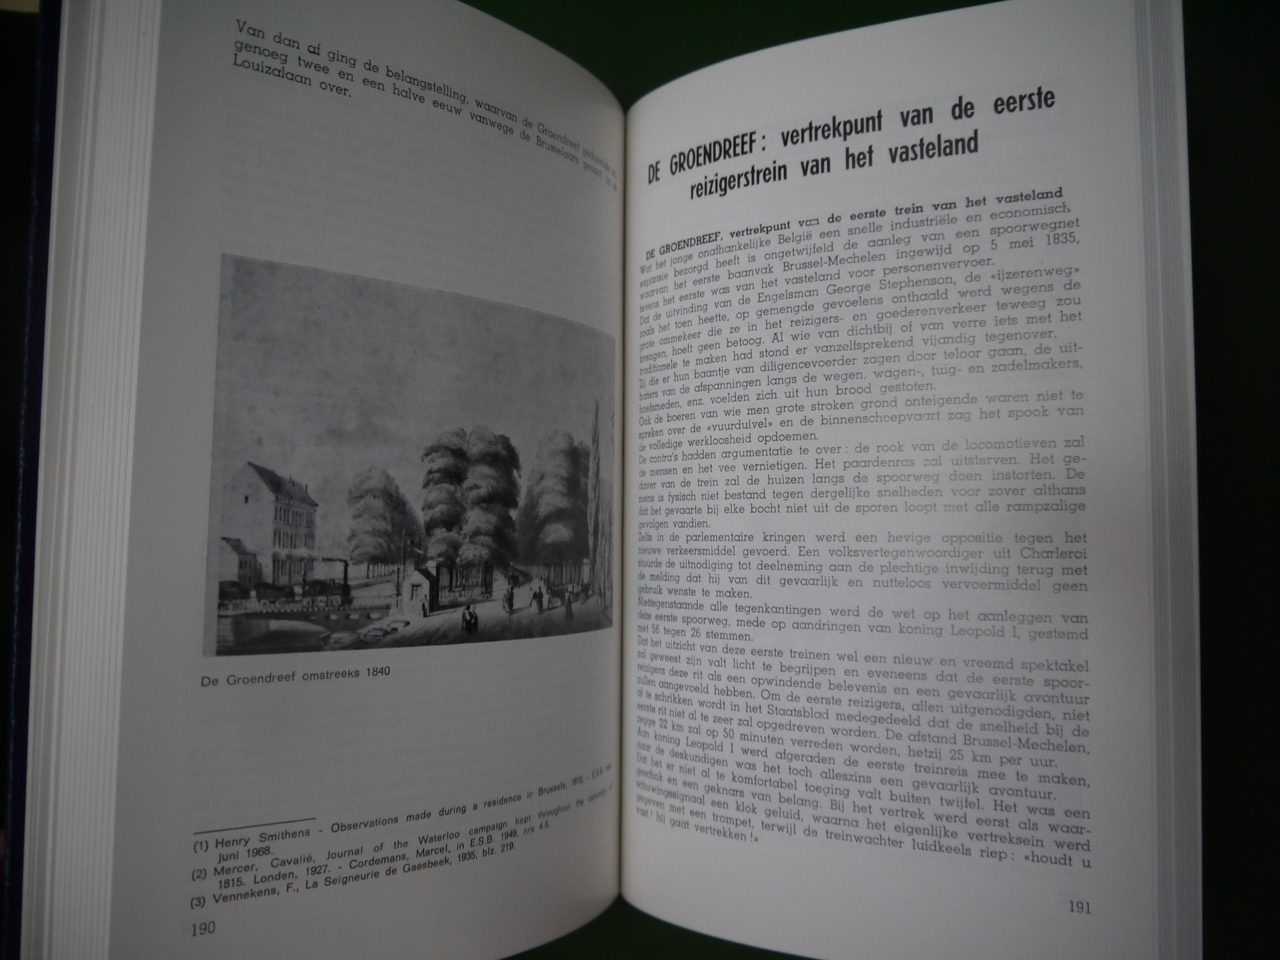 Van dan af ging de belangstelling, waarvan de Groendreef gedurende
genoeg twee en een halve eeuw vanwege de Brusselaars genoot, op de
Louizalaan over.
De Groendreef omstreeks 1840
(1) Henry Smithens - Observations made during a residence in Brussels, 1816. - E.S.B.
juni 1968.
(2) Mercer, Cavalié, Journal of the Waterloo campaign kept throughout the campaign of
1815. Londen, 1927. - Cordemans, Marcel, in E.S.B. 1949, nrs 4-5.
(3) Vennekens, F., La Seigneurie de Gaesbeek, 1935, blz. 219.
190
DE GROENDREEF: vertrekpunt van de eerste
reizigerstrein van het vasteland
DE GROENDREEF, vertrekpunt van de eerste trein van het vasteland
Wat het jonge onafhankelijke België een snelle industriële en economisch
expansie bezorgd heeft is ongetwijfeld de aanleg van een spoorwegnet
waarvan het eerste baanvak Brussel-Mechelen ingewijd op 5 mei 1835,
tevens het eerste was van het vasteland voor personenvervoer.
Dat de uitvinding van de Engelsman George Stephenson, de «ijzerenweg»
zoals het toen heette, op gemengde gevoelens onthaald werd wegens de
grote ommekeer die ze in het reizigers- en goederenverkeer teweeg zou
brengen, hoeft geen betoog. Al wie van dichtbij of van verre iets met het
traditionele te maken had stond er vanzelfsprekend vijandig tegenover.
Zij die er hun baantje van diligencevoerder zagen door teloor gaan, de uit-
baters van de afspanningen langs de wegen, wagen-, tuig- en zadelmakers,
hoefsmeden, enz. voelden zich uit hun brood gestoten.
Ook de boeren van wie men grote stroken grond onteigende waren niet te
spreken over de «vuurduivel» en de binnenscheepvaart zag het spook van
de volledige werkloosheid opdoemen.
De contra's hadden argumentatie te over: de rook van de locomotieven zal
de mensen en het vee vernietigen. Het paardenras zal uitsterven. Het ge-
daver van de trein zal de huizen langs de spoorweg doen instorten. De
mens is fysisch niet bestand tegen dergelijke snelheden voor zover althans
dat het gevaarte bij elke bocht niet uit de sporen loopt met alle rampzalige
gevolgen vandien.
Zelfs in de parlementaire kringen werd een hevige oppositie tegen het
nieuwe verkeersmiddel gevoerd. Een volksvertegenwoordiger uit Charleroi
stuurde de uitnodiging tot deelneming aan de plechtige inwijding terug met
de melding dat hij van dit gevaarlijk en nutteloos vervoermiddel geen
gebruik wenste te maken.
Niettegenstaande alle tegenkantingen werd de wet op het aanleggen van
deze eerste spoorweg, mede op aandringen van koning Leopold I, gestemd
met 56 tegen 26 stemmen.
Dat het uitzicht van deze eerste treinen wel een nieuw en vreemd spektakel
zal geweest zijn valt licht te begrijpen en eveneens dat de eerste spoor-
reizigers deze rit als een opwindende belevenis en een gevaarlijk avontuur
zullen aangevoeld hebben. Om de eerste reizigers, allen uitgenodigden, niet
af te schrikken wordt in het Staatsblad medegedeeld dat de snelheid bij de
eerste rit niet al te zeer zal opgedreven worden. De afstand Brussel-Mechelen,
zegge 22 km zal op 50 minuten verreden worden, hetzij 25 km per uur.
Aan koning Leopold I werd afgeraden de eerste treinreis mee te maken,
naar de deskundigen was het toch alleszins een gevaarlijk avontuur.
Dat het er niet al te komfortabel toeging valt buiten twijfel. Het was een
geschok en een geknars van belang. Bij het vertrek werd eerst als waar-
schuwingssignaal een klok geluid, waarna het eigenlijke vertreksein werd
gegeven met een trompet, terwijl de treinwachter luidkeels riep: «houdt u
vast! hij gaat vertrekken!»
191